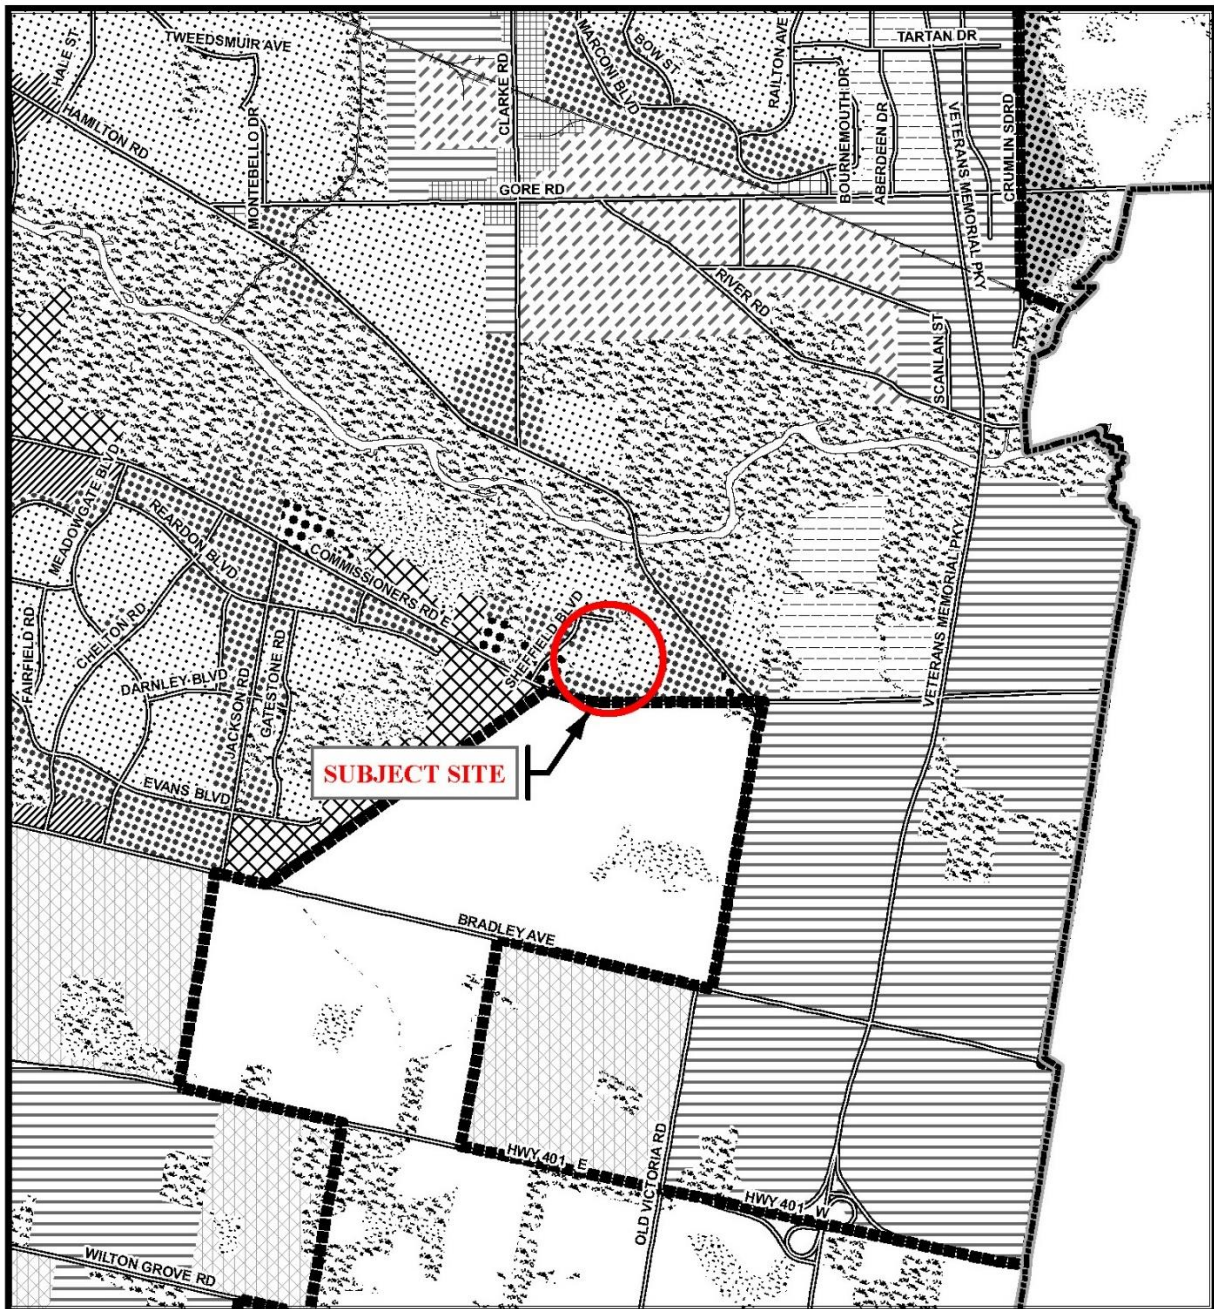 TWEEDSMUIR AVE
HALE ST
HAMILTON RD
MONTEBELLO DR
CLARKE RD
MARCONI BLVD
BOW ST
RAILTON AVE
TARTAN DR
BOURNEMOUTH DR
ABERDEEN DR
VETERANS MEMORIAL PKY
CRUMLIN SDRD
GORE RD
RIVER RD
SCANLAN ST
MEADOWGATE BLVD
REARDON BLVD
COMMISSIONERS RD E
SHEFFIELD BLVD
VETERANS MEMORIAL PKY
FAIRFIELD RD
CHELTON RD
DARNLEY BLVD
JACKSON RD
GATESTONE RD
EVANS BLVD
SUBJECT SITE
BRADLEY AVE
OLD VICTORIA RD
HWY 401 E
HWY 401 W
WILTON GROVE RD